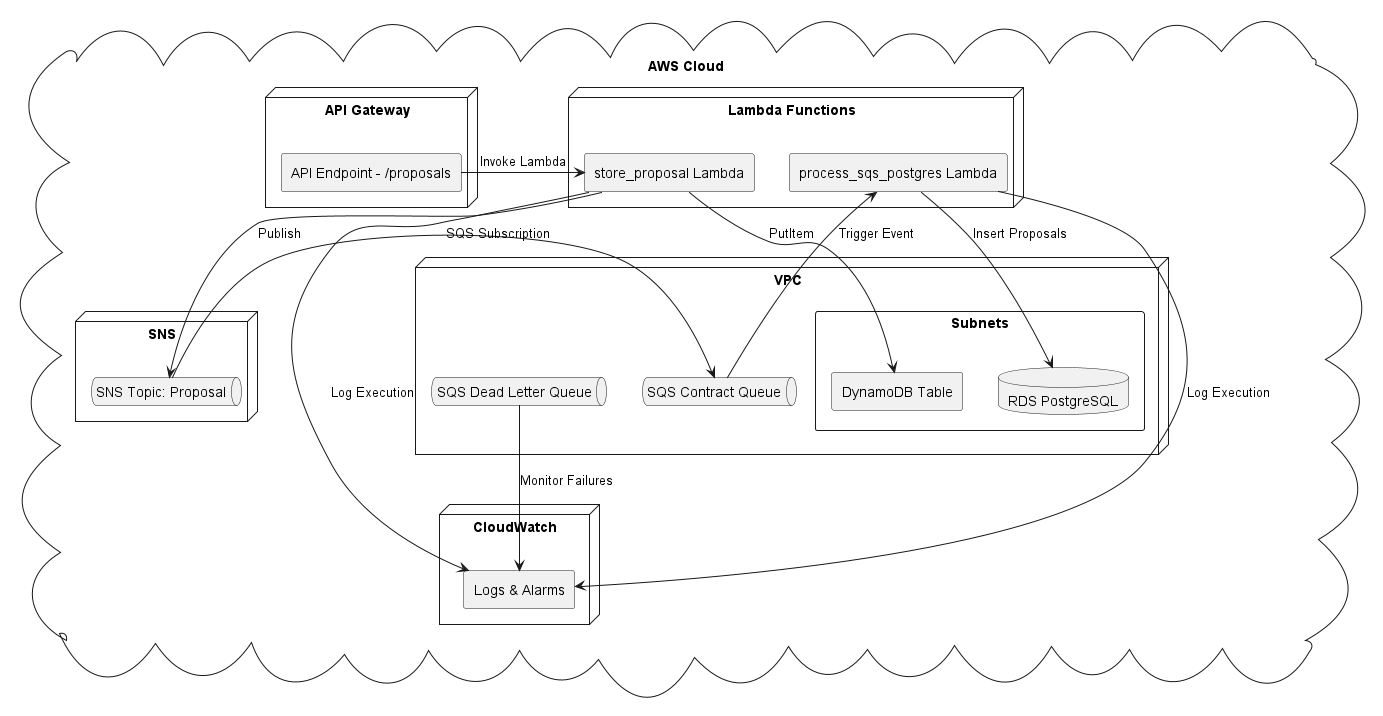 AWS Cloud
API Gateway
Lambda Functions
API Endpoint - /proposals
Invoke Lambda
store_proposal Lambda
process_sqs_postgres Lambda
Publish
SQS Subscription
PutItem
Trigger Event
Insert Proposals
VPC
Subnets
SNS
SNS Topic: Proposal
Log Execution
SQS Dead Letter Queue
SQS Contract Queue
DynamoDB Table
RDS PostgreSQL
Log Execution
Monitor Failures
CloudWatch
Logs & Alarms